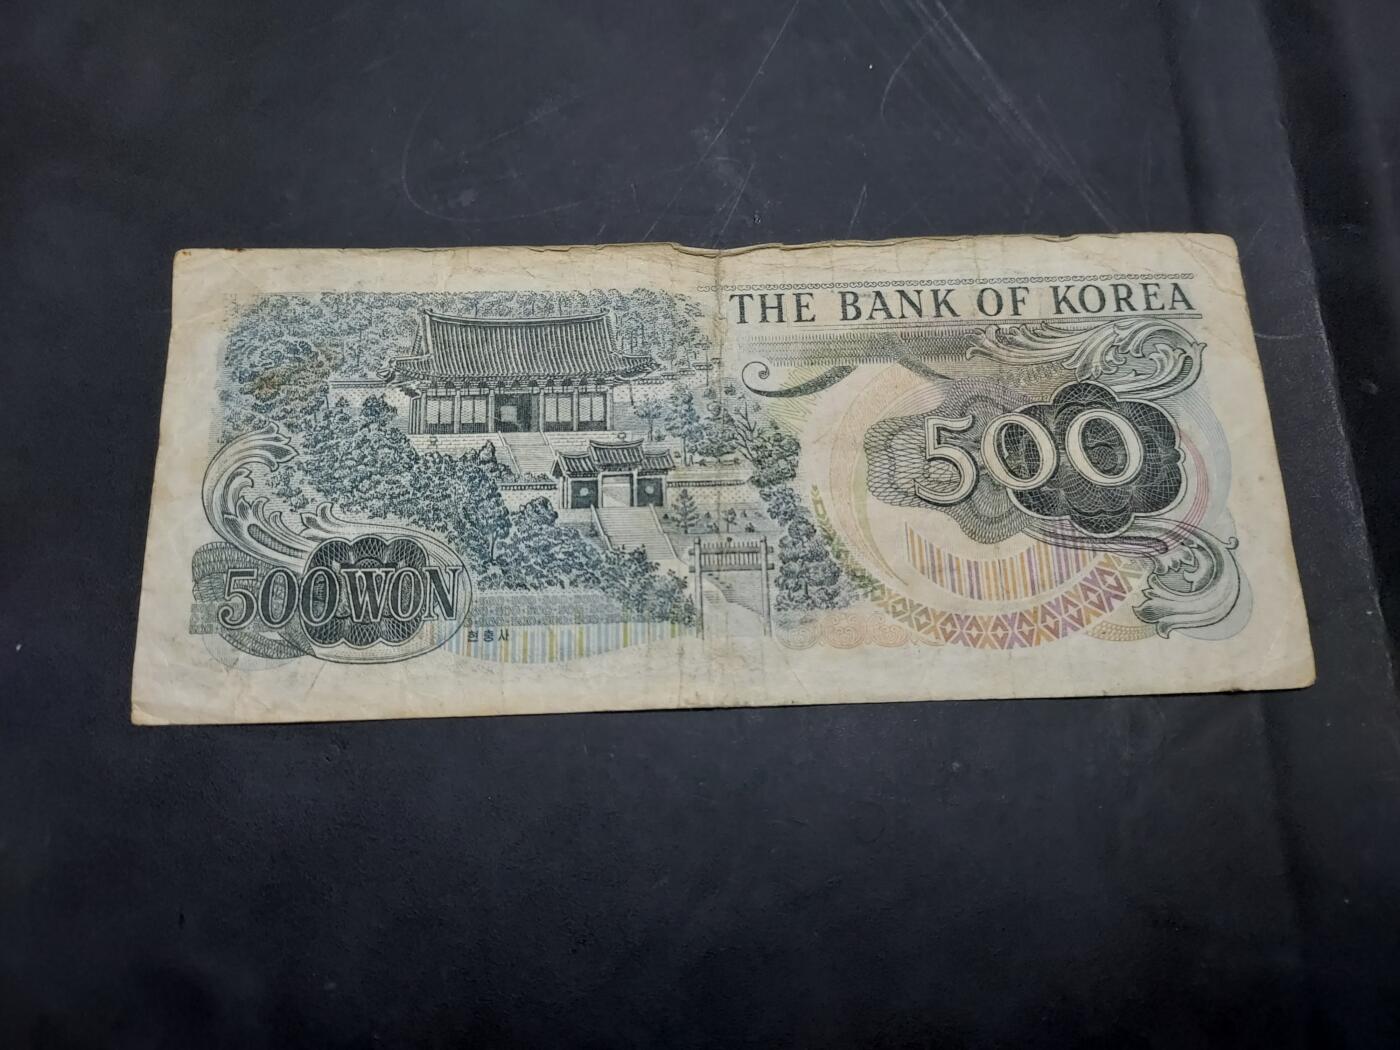 THE BANK OF KOREA
500
500 WON
현충사